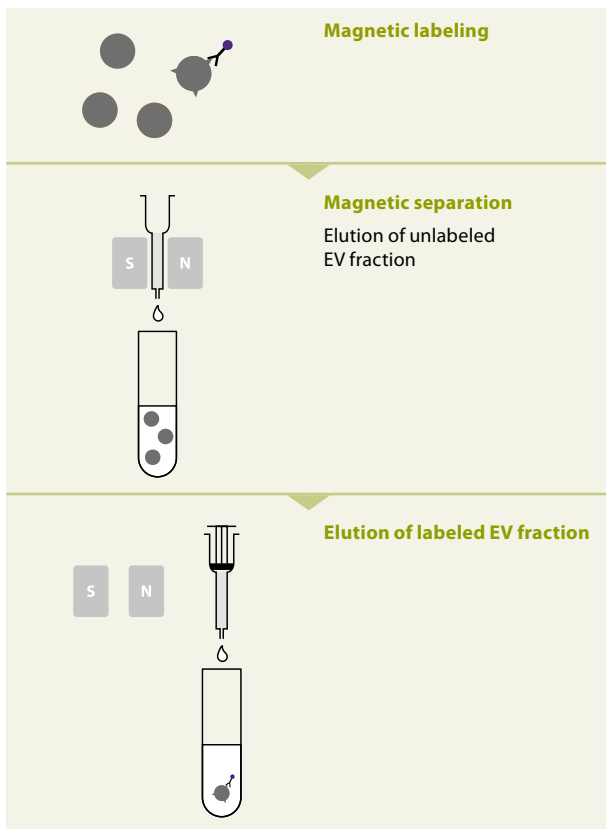 Magnetic labeling
Magnetic separation
Elution of unlabeled
EV fraction
S
N
Elution of labeled EV fraction
S
N